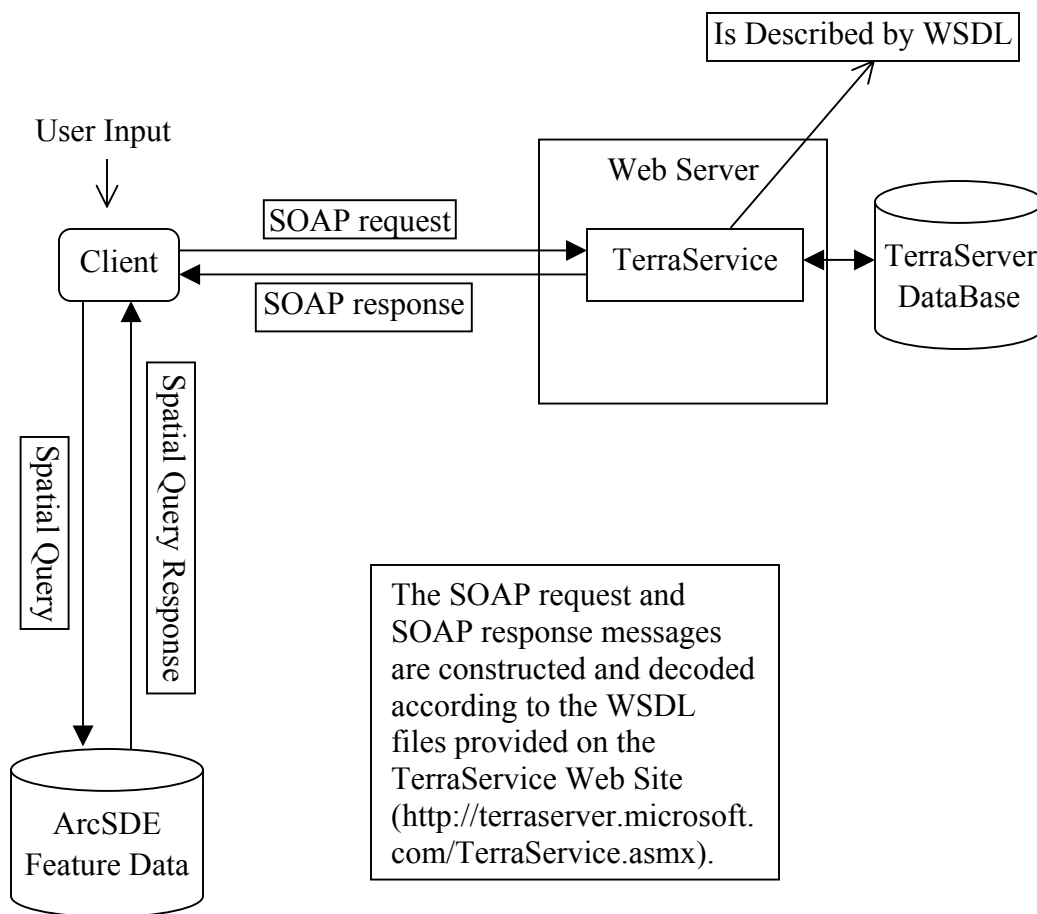 Is Described by WSDL
User Input
Web Server
SOAP request
Client
TerraService
TerraServer
DataBase
SOAP response
Spatial Query
Spatial Query Response
The SOAP request and
SOAP response messages
are constructed and decoded
according to the WSDL
files provided on the
TerraService Web Site
(http://terraserver.microsoft.
com/TerraService.asmx).
ArcSDE
Feature Data